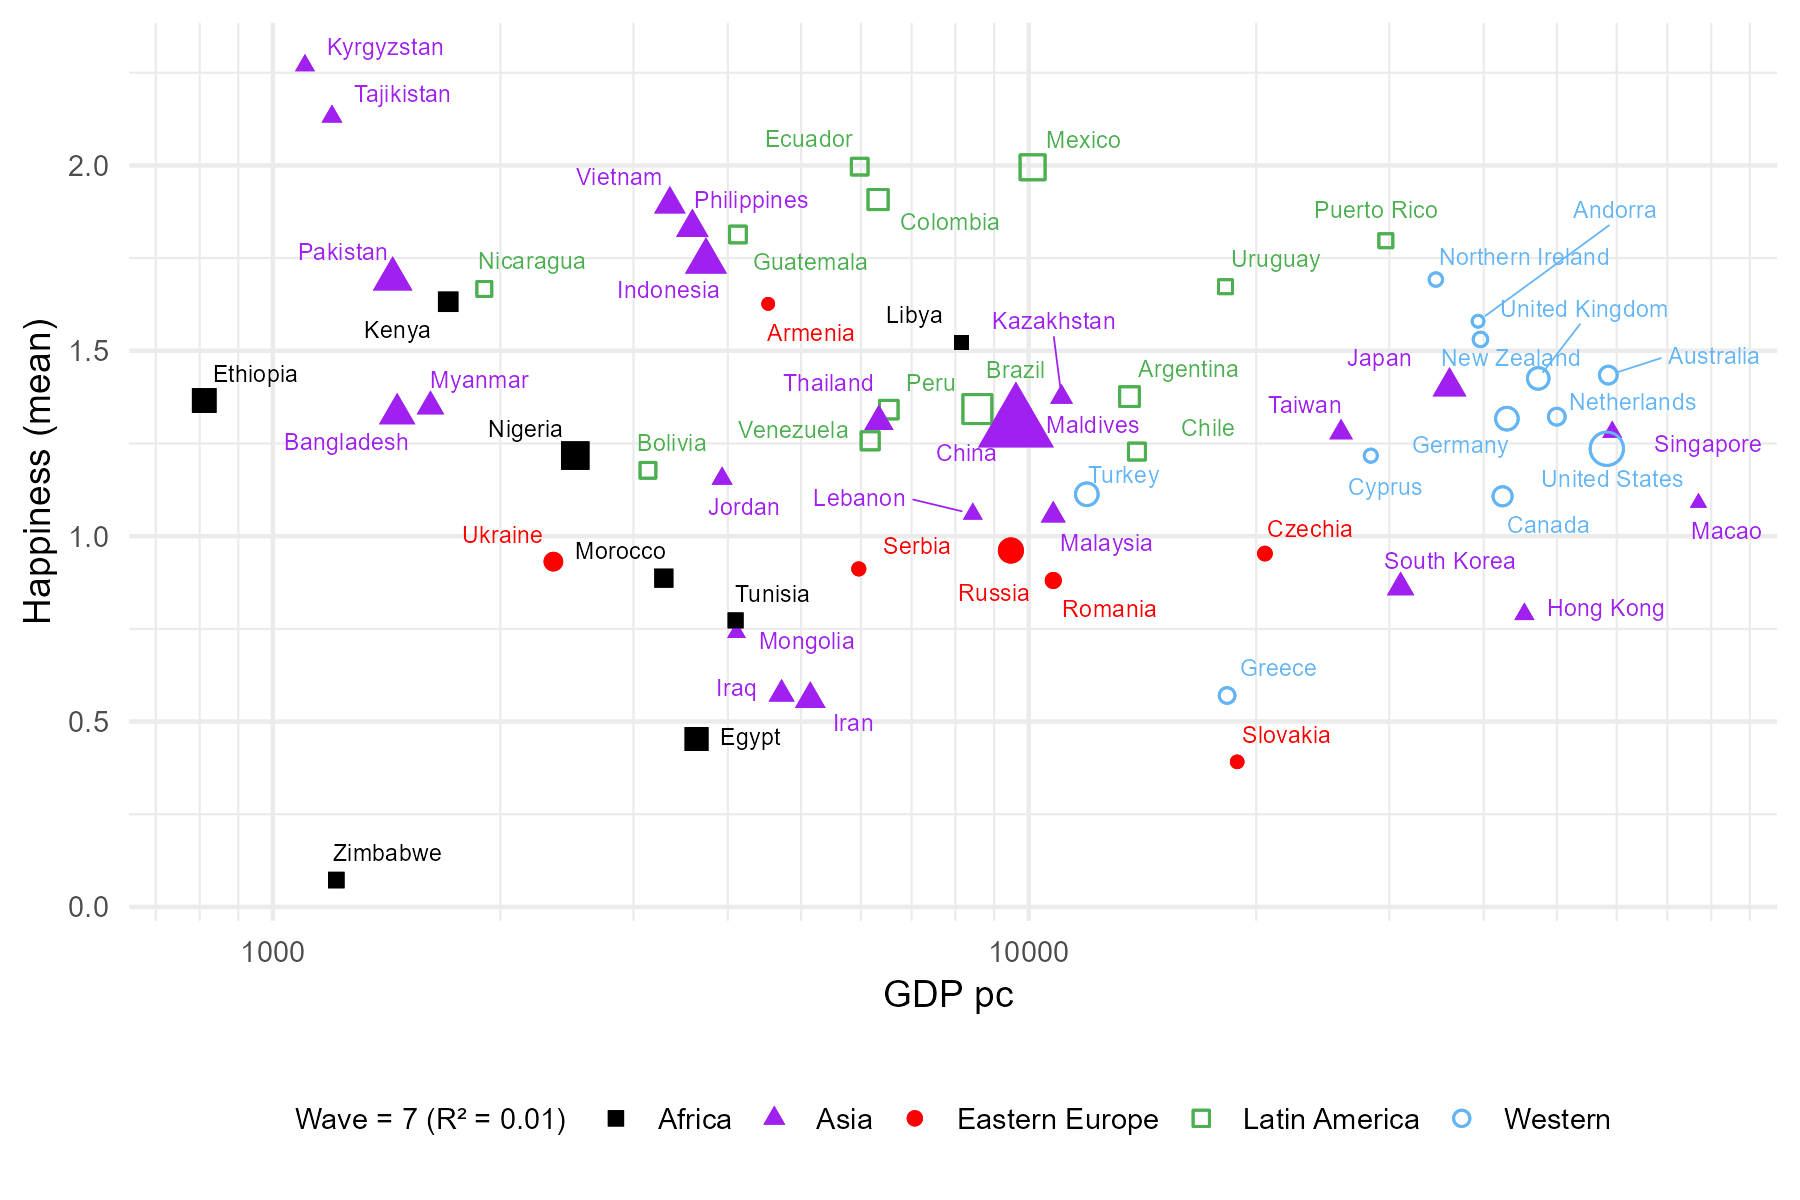 Kyrgyzstan
Tajikistan
Ecuador
Mexico
2.0
Vietnam
Philippines
Colombia
Puerto Rico
Andorra
Pakistan
Nicaragua
Guatemala
Uruguay
Northern Ireland
Indonesia
Kenya
Armenia
Libya
Kazakhstan
United Kingdom
1.5
Ethiopia
Myanmar
Thailand
Peru
Brazil
Argentina
Japan
New Zealand
Australia
Bangladesh
Nigeria
Bolivia
Venezuela
China
Maldives
Chile
Taiwan
Netherlands
Germany
Singapore
Jordan
Lebanon
Turkey
Cyprus
United States
1.0
Ukraine
Morocco
Serbia
Malaysia
Czechia
Canada
Macao
Russia
Romania
South Korea
Hong Kong
Tunisia
Mongolia
Iraq
Iran
Greece
0.5
Egypt
Slovakia
Zimbabwe
0.0
Happiness (mean)
1000
10000
GDP pc
Wave = 7 (R² = 0.01) Africa Asia Eastern Europe Latin America Western